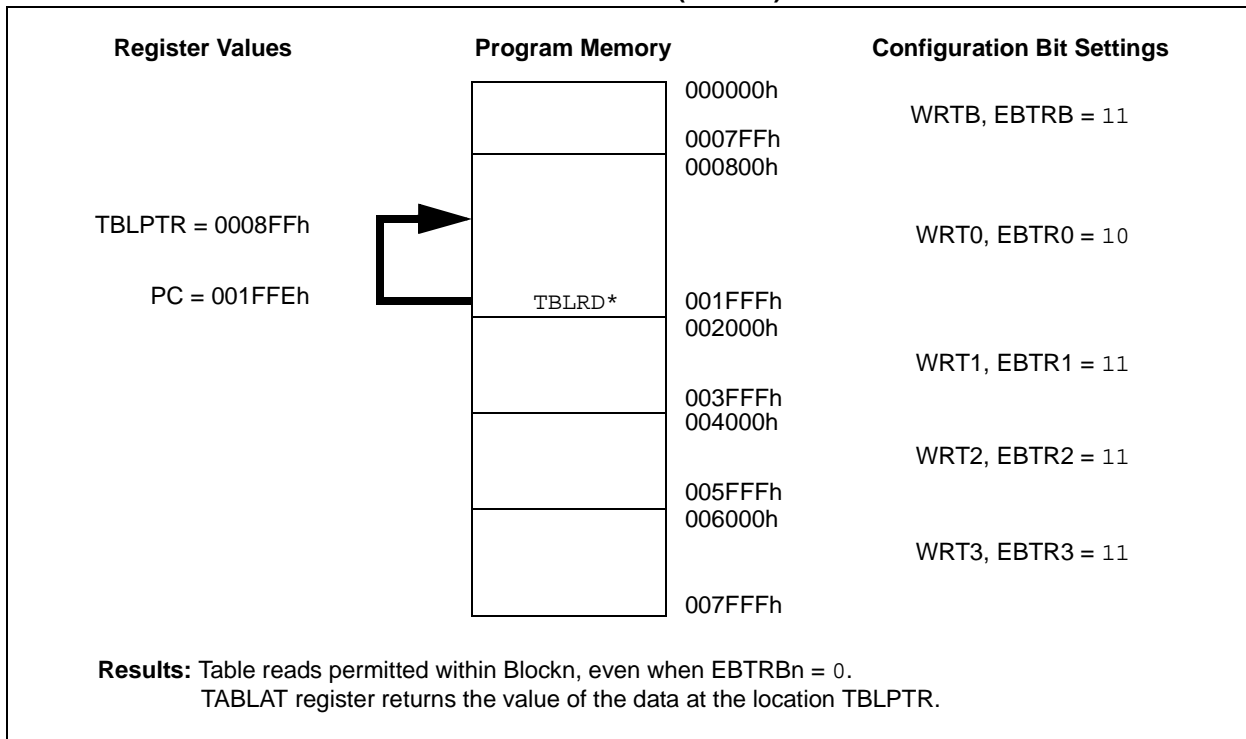 Register Values Program Memory Configuration Bit Settings
000000h
WRTB, EBTRB = 11
0007FFh
000800h
TBLPTR = 0008FFh
WRT0, EBTR0 = 10
PC = 001FFEh
TBLRD*
001FFFh
002000h
WRT1, EBTR1 = 11
003FFFh
004000h
WRT2, EBTR2 = 11
005FFFh
006000h
WRT3, EBTR3 = 11
007FFFh
Results: Table reads permitted within Blockn, even when EBTRBn = 0.
TABLAT register returns the value of the data at the location TBLPTR.